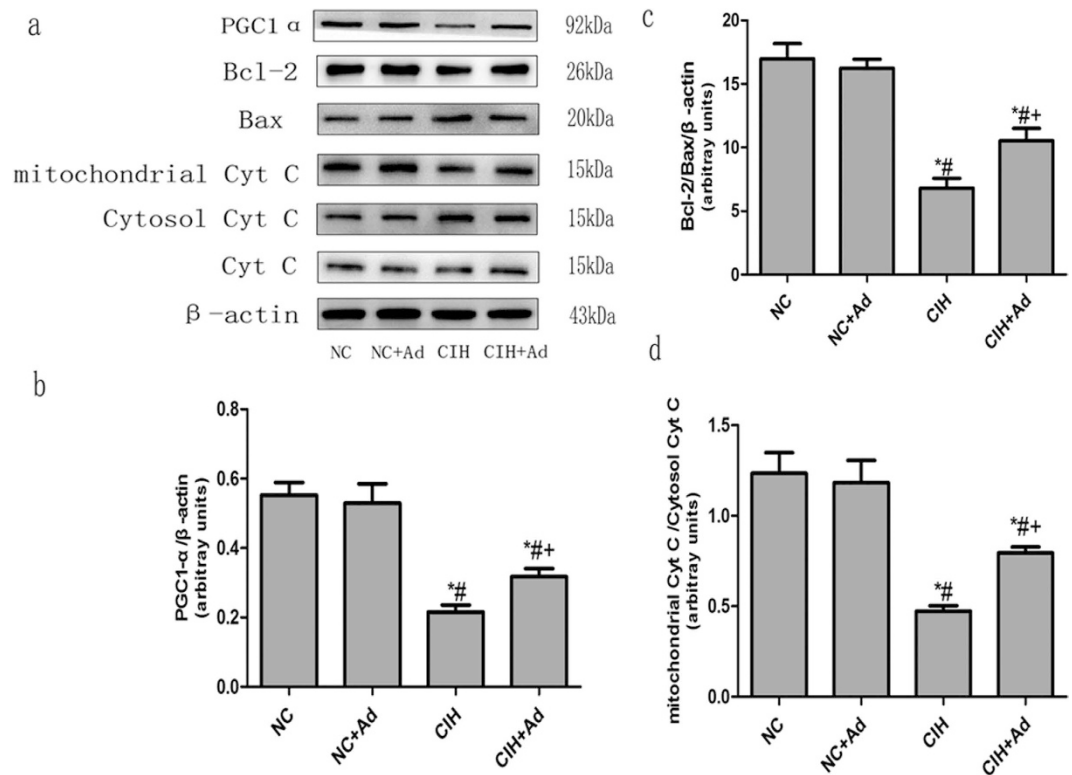 a
PGC1 α 92kDa
Bcl-2 26kDa
Bax 20kDa
mitochondrial Cyt C 15kDa
Cytosol Cyt C 15kDa
Cyt C 15kDa
β-actin 43kDa
NC NC+Ad CIH CIH+Ad
b
PGC1-α/β-actin
(arbitray units)
0.8
0.6
0.4
0.2
0.0
*#
*#+
NC NC+Ad CIH CIH+Ad
c
Bcl-2/Bax/β-actin
(arbitray units)
20
15
10
5
0
*#
*#+
NC NC+Ad CIH CIH+Ad
d
mitochondrial Cyt C /Cytosol Cyt C
(arbitray units)
1.5
1.0
0.5
0.0
*#
*#+
NC NC+Ad CIH CIH+Ad